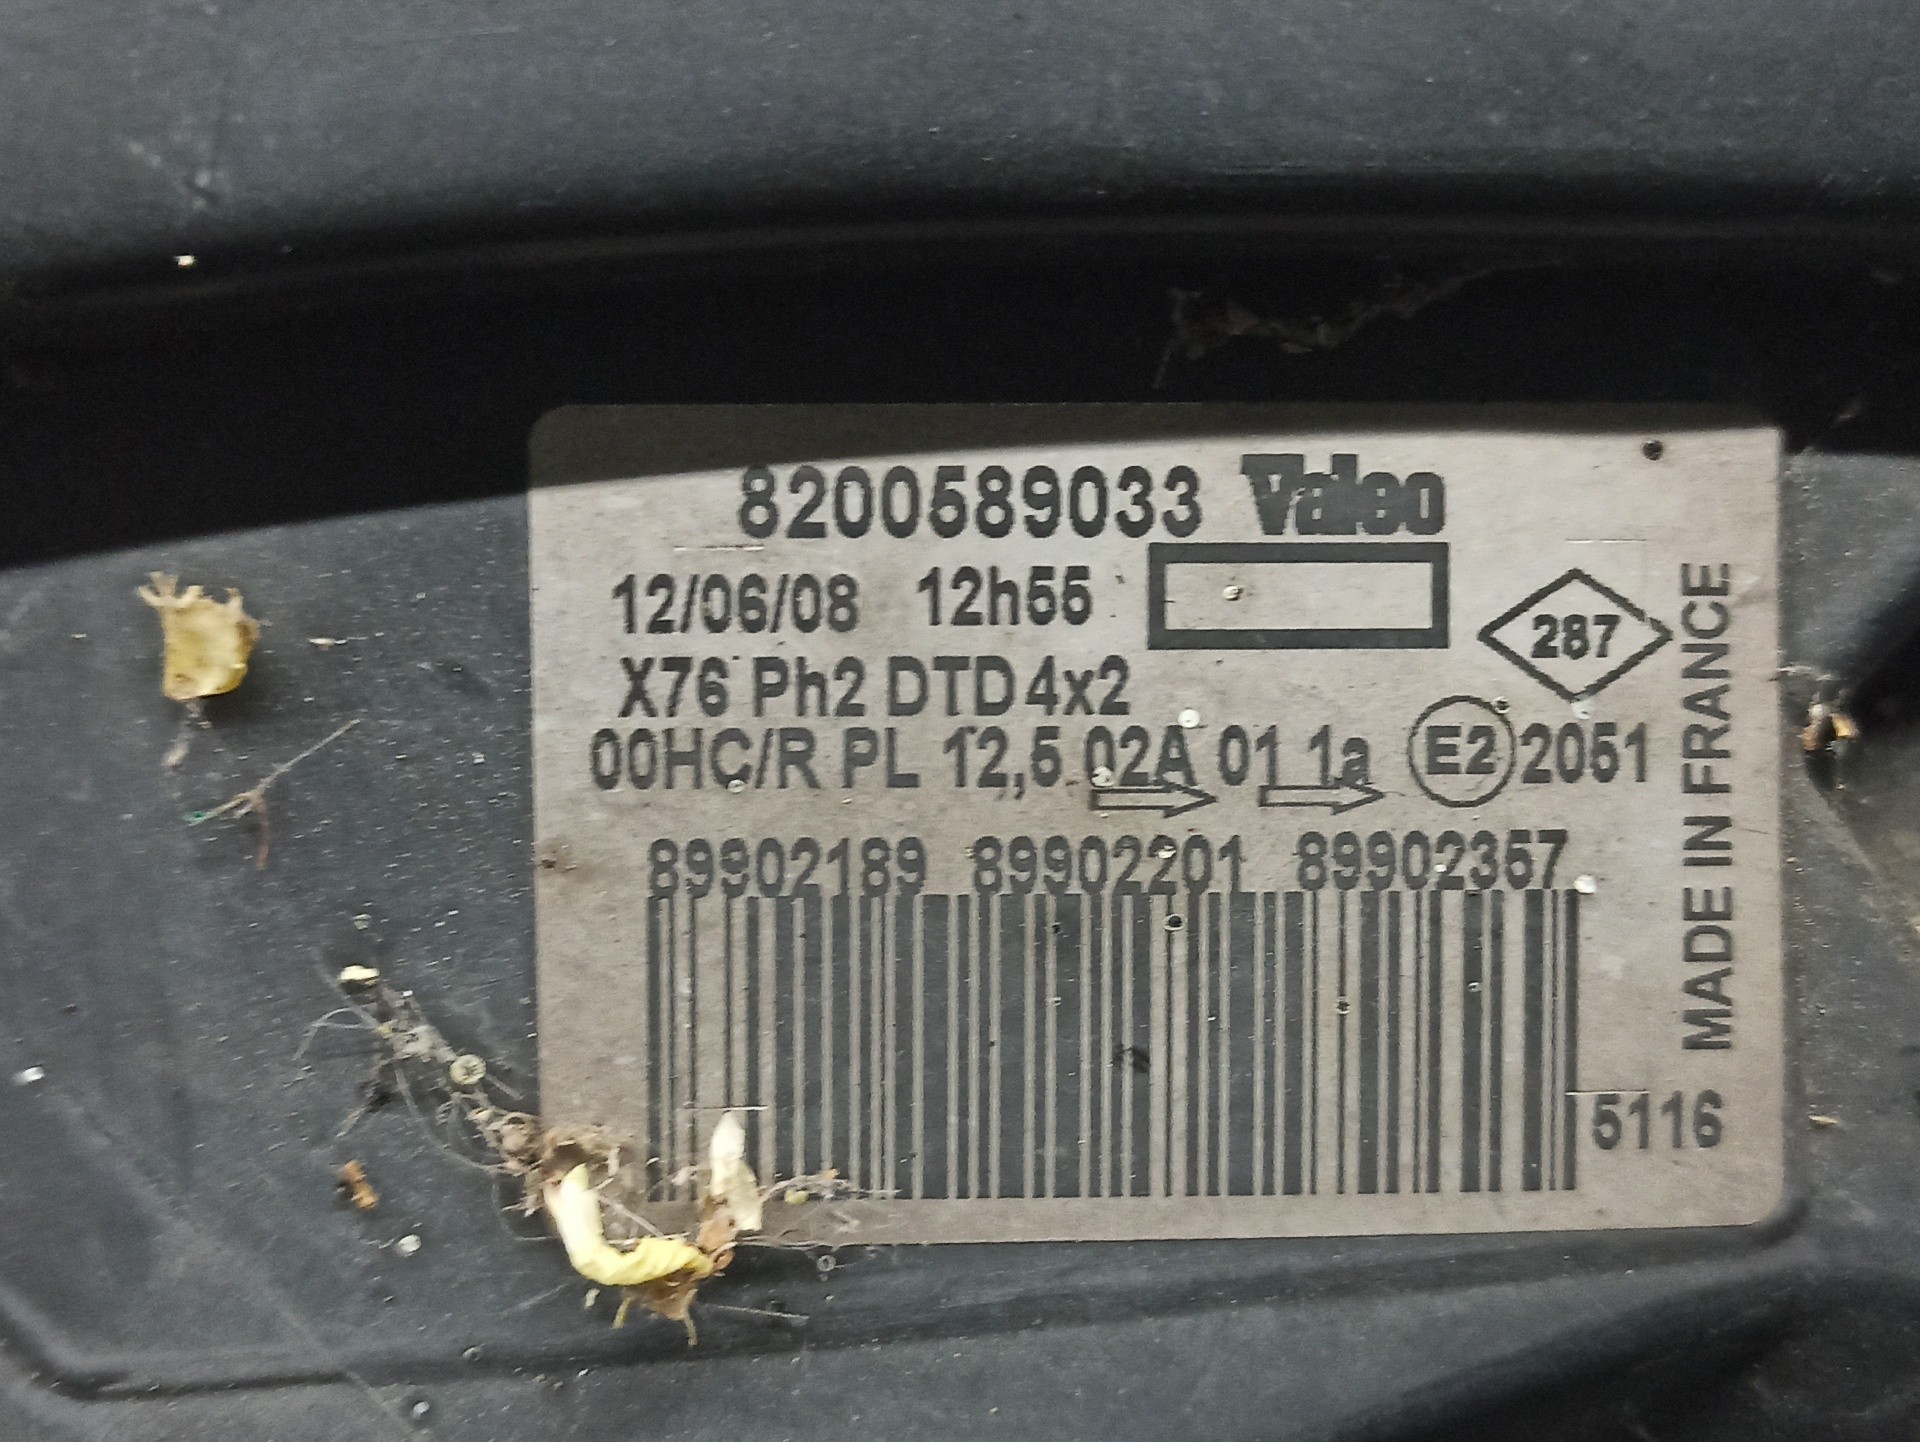 8200589033 Valeo
12/06/08 12h55
287
X76 Ph2 DTD 4x2
00HC/R PL 12,5 02A 01 1a E2 2051
89902189 89902201 89902357
5116
MADE IN FRANCE